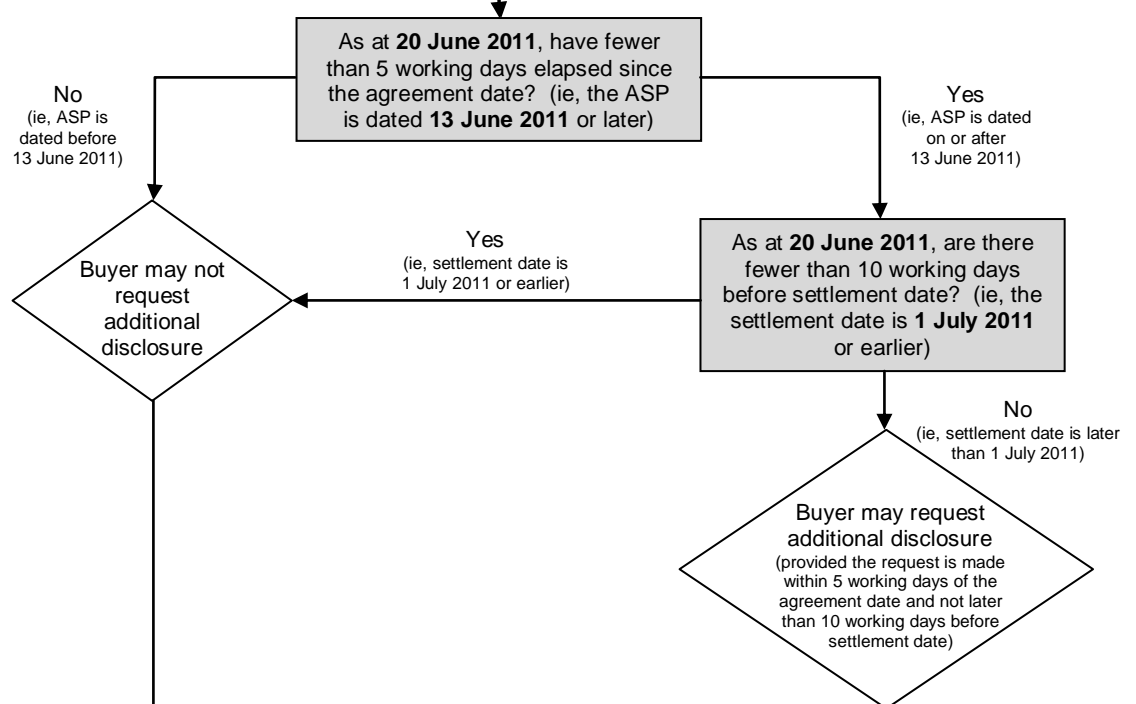 As at 20 June 2011, have fewer
than 5 working days elapsed since
the agreement date? (ie, the ASP
is dated 13 June 2011 or later)
No
(ie, ASP is
dated before
13 June 2011)
Yes
(ie, ASP is dated
on or after
13 June 2011)
Buyer may not
request
additional
disclosure
Yes
(ie, settlement date is
1 July 2011 or earlier)
As at 20 June 2011, are there
fewer than 10 working days
before settlement date? (ie, the
settlement date is 1 July 2011
or earlier)
No
(ie, settlement date is later
than 1 July 2011)
Buyer may request
additional disclosure
(provided the request is made
within 5 working days of the
agreement date and not later
than 10 working days before
settlement date)